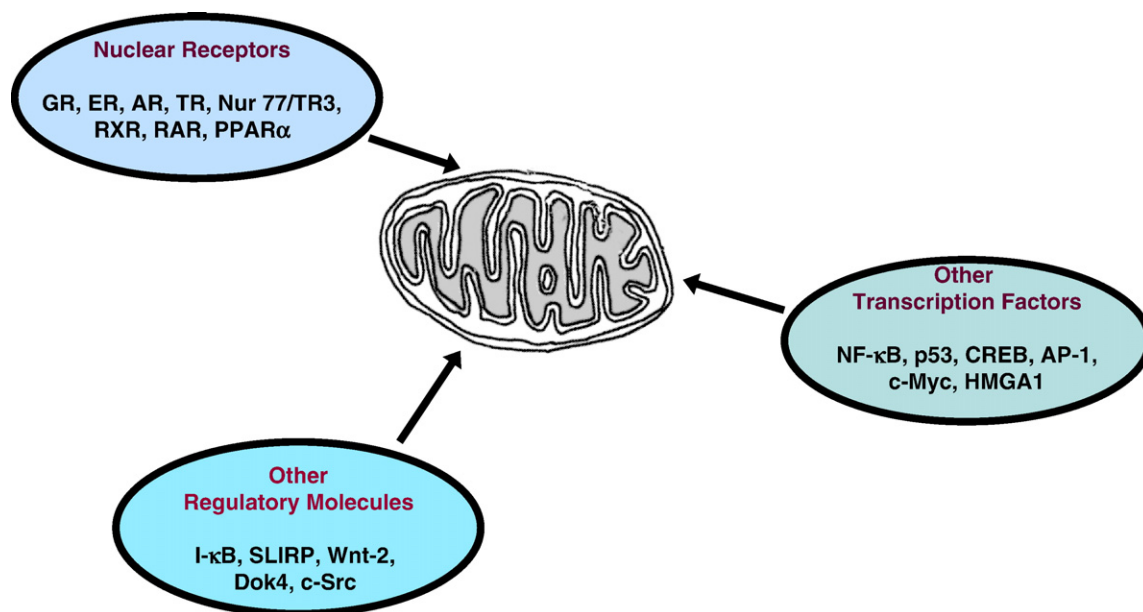 Nuclear Receptors
GR, ER, AR, TR, Nur 77/TR3,
RXR, RAR, PPARα
Other
Transcription Factors
NF-κB, p53, CREB, AP-1,
c-Myc, HMGA1
Other
Regulatory Molecules
I-κB, SLIRP, Wnt-2,
Dok4, c-Src